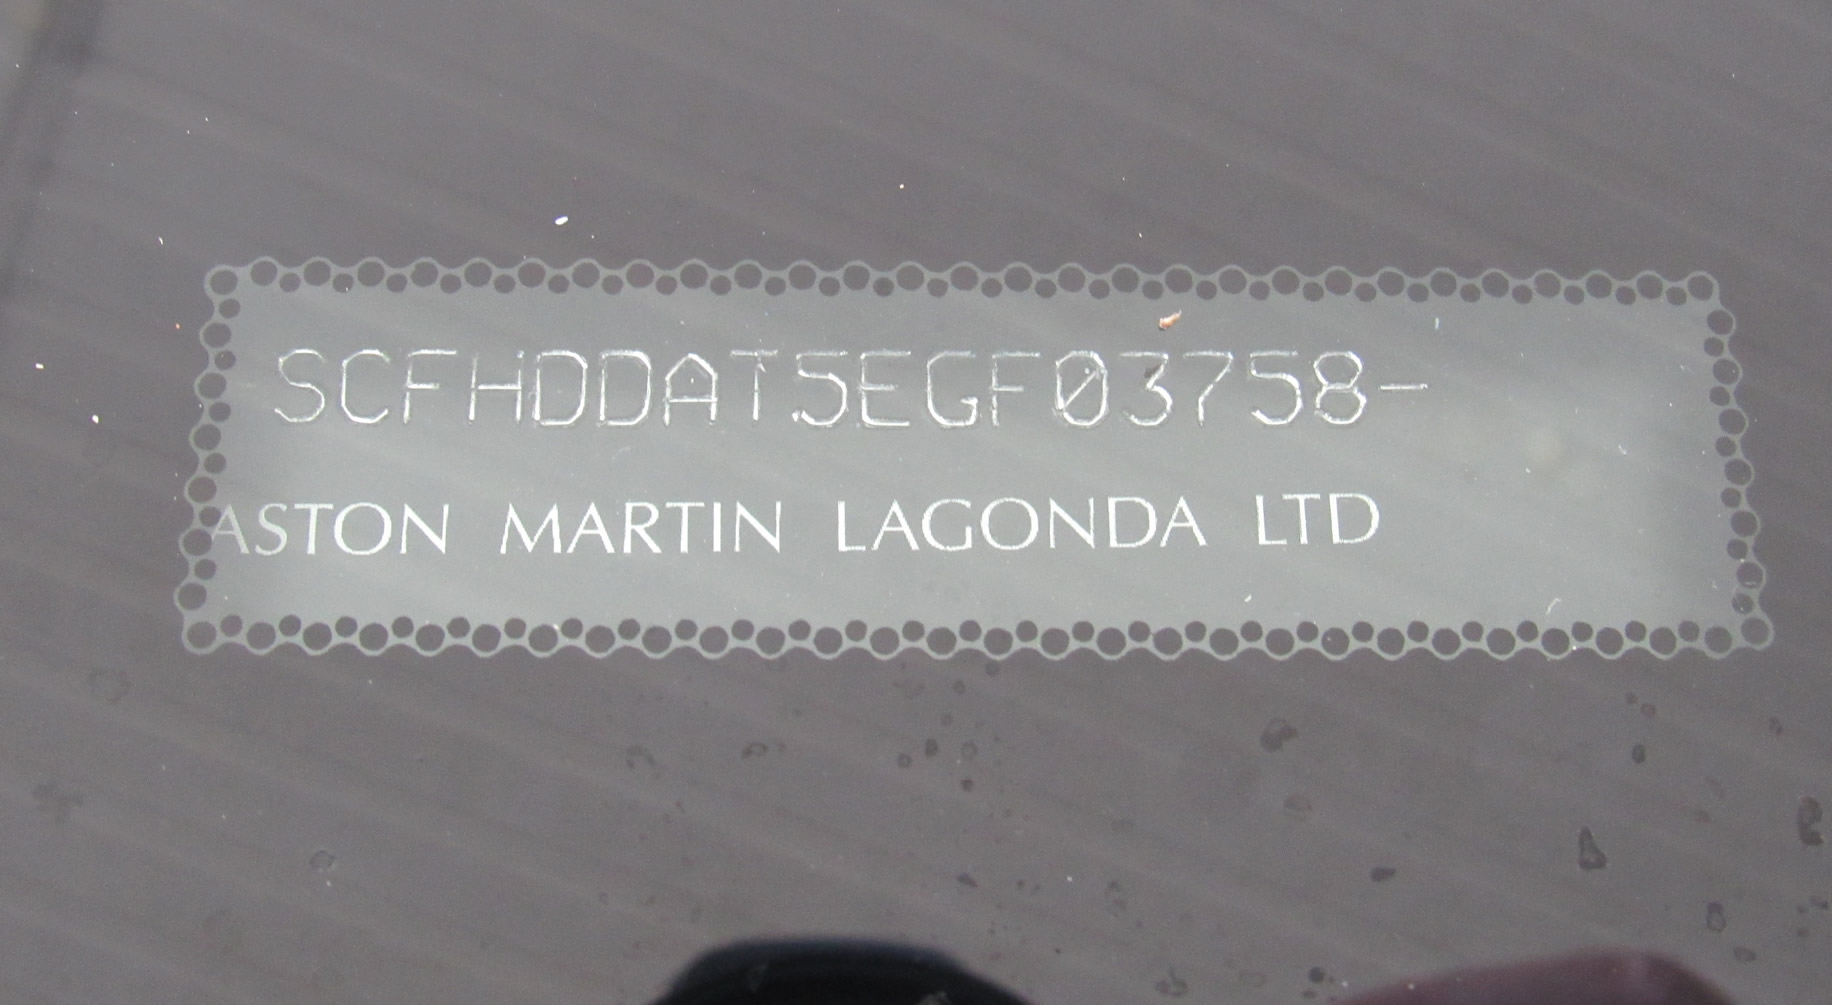 SCFHDDAT5EGF03758-
ASTON MARTIN LAGONDA LTD